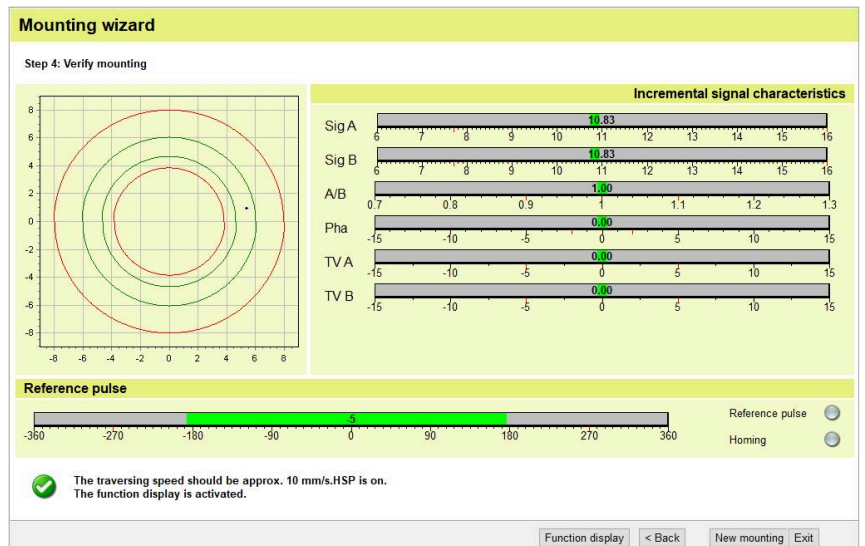 Mounting wizard
Step 4: Verify mounting
Incremental signal characteristics
8
6
4
2
0
-2
-4
-6
-8
-8 -6 -4 -2 0 2 4 6 8
Sig A
10.83
6 7 8 9 10 11 12 13 14 15 16
Sig B
10.83
6 7 8 9 10 11 12 13 14 15 16
A/B
1.00
0.7 0.8 0.9 1 1.1 1.2 1.3
Pha
0.00
-15 -10 -5 0 5 10 15
TV A
0.00
-15 -10 -5 0 5 10 15
TV B
0.00
-15 -10 -5 0 5 10 15
Reference pulse
-5
-360 -270 -180 -90 0 90 180 270 360
Reference pulse
Homing
The traversing speed should be approx. 10 mm/s.HSP is on.
The function display is activated.
Function display < Back New mounting Exit